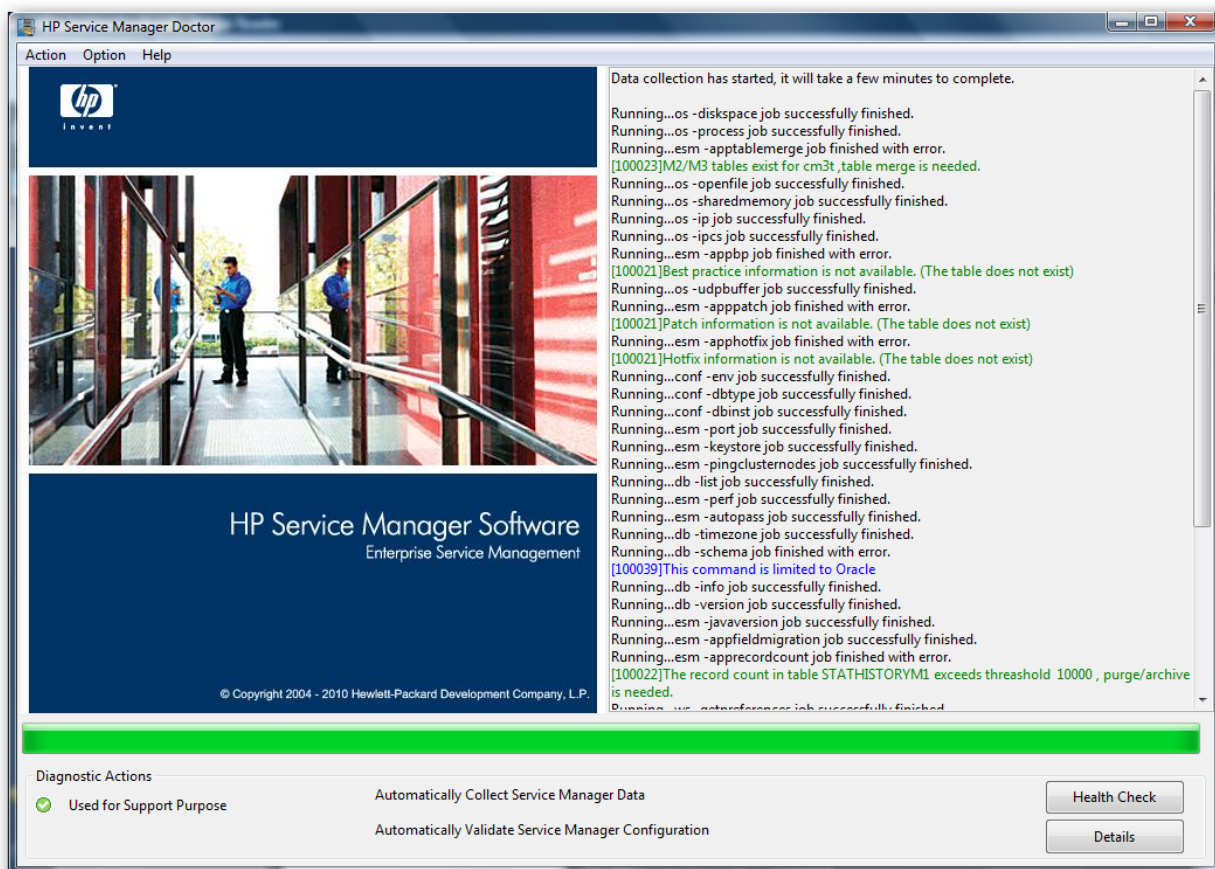 HP Service Manager Doctor
Action Option Help
hp
invent
HP Service Manager Software
Enterprise Service Management
© Copyright 2004 - 2010 Hewlett-Packard Development Company, L.P.
Data collection has started, it will take a few minutes to complete.
Running...os -diskspace job successfully finished.
Running...os -process job successfully finished.
Running...esm -apptablemerge job finished with error.
[100023]M2/M3 tables exist for cm3t ,table merge is needed.
Running...os -openfile job successfully finished.
Running...os -sharedmemory job successfully finished.
Running...os -ip job successfully finished.
Running...os -ipcs job successfully finished.
Running...esm -appbp job finished with error.
[100021]Best practice information is not available. (The table does not exist)
Running...os -udpbuffer job successfully finished.
Running...esm -apppatch job finished with error.
[100021]Patch information is not available. (The table does not exist)
Running...esm -apphotfix job finished with error.
[100021]Hotfix information is not available. (The table does not exist)
Running...conf -env job successfully finished.
Running...conf -dbtype job successfully finished.
Running...conf -dbinst job successfully finished.
Running...esm -port job successfully finished.
Running...esm -keystore job successfully finished.
Running...esm -pingclusternodes job successfully finished.
Running...db -list job successfully finished.
Running...esm -perf job successfully finished.
Running...esm -autopass job successfully finished.
Running...db -timezone job successfully finished.
Running...db -schema job finished with error.
[100039]This command is limited to Oracle
Running...db -info job successfully finished.
Running...db -version job successfully finished.
Running...esm -javaversion job successfully finished.
Running...esm -appfieldmigration job successfully finished.
Running...esm -apprecordcount job finished with error.
[100022]The record count in table STATHISTORYM1 exceeds threashold 10000 , purge/archive
is needed.
Running...ws -getpreferences job successfully finished.
Diagnostic Actions
Used for Support Purpose
Automatically Collect Service Manager Data
Health Check
Automatically Validate Service Manager Configuration
Details